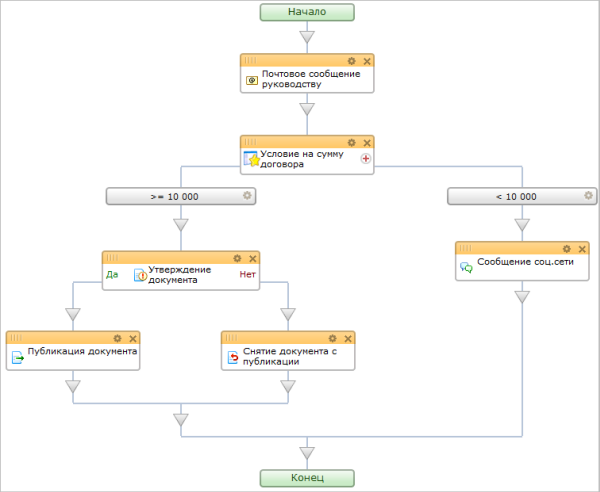 Начало
Почтовое сообщение
руководству
Условие на сумму
договора
>= 10 000
< 10 000
Да
Утверждение
документа
Нет
Сообщение соц.сети
Публикация документа
Снятие документа с
публикации
Конец